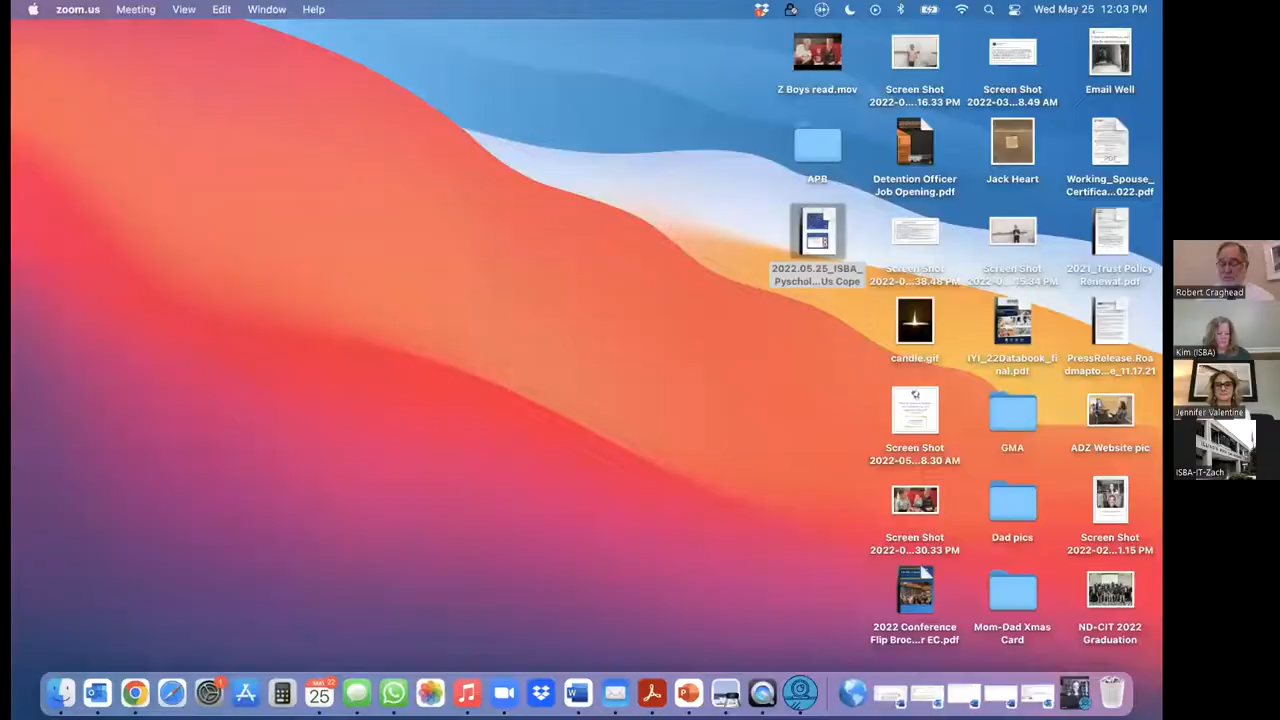 zoom.us Meeting View Edit Window Help Wed May 25 12:03 PM
Z Boys read.mov
Screen Shot
2022-0....16.33 PM
Screen Shot
2022-03...8.49 AM
Email Well
APB
Detention Officer
Job Opening.pdf
Jack Heart
PDF
Working_Spouse_
Certifica...022.pdf
2022.05.25_ISBA_
Pyschol...Us Cope
Screen Shot
2022-0...38.48 PM
Screen Shot
2021_Trust Policy
Renewal.pdf
candle.gif
IYI_22Databook_fi
nal.pdf
PressRelease.Roa
dmapto...e_11.17.21
Screen Shot
2022-05...8.30 AM
GMA
ADZ Website pic
Screen Shot
2022-0...30.33 PM
Dad pics
Screen Shot
2022-02...1.15 PM
2022 Conference
Flip Broc...r EC.pdf
Mom-Dad Xmas
Card
ND-CIT 2022
Graduation
Robert Craghead
Kim (ISBA)
Jennifer Valentine
ISBA-IT-Zach
25